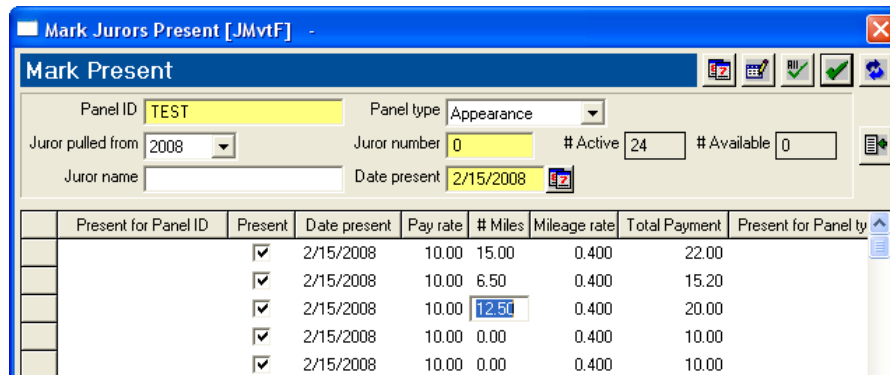 Mark Jurors Present [JMvtF] -
Mark Present
Panel ID TEST Panel type Appearance
Juror pulled from 2008 Juror number 0 # Active 24 # Available 0
Juror name Date present 2/15/2008
Present for Panel ID Present Date present Pay rate # Miles Mileage rate Total Payment Present for Panel ty
2/15/2008 10.00 15.00 0.400 22.00
2/15/2008 10.00 6.50 0.400 15.20
2/15/2008 10.00 12.50 0.400 20.00
2/15/2008 10.00 0.00 0.400 10.00
2/15/2008 10.00 0.00 0.400 10.00